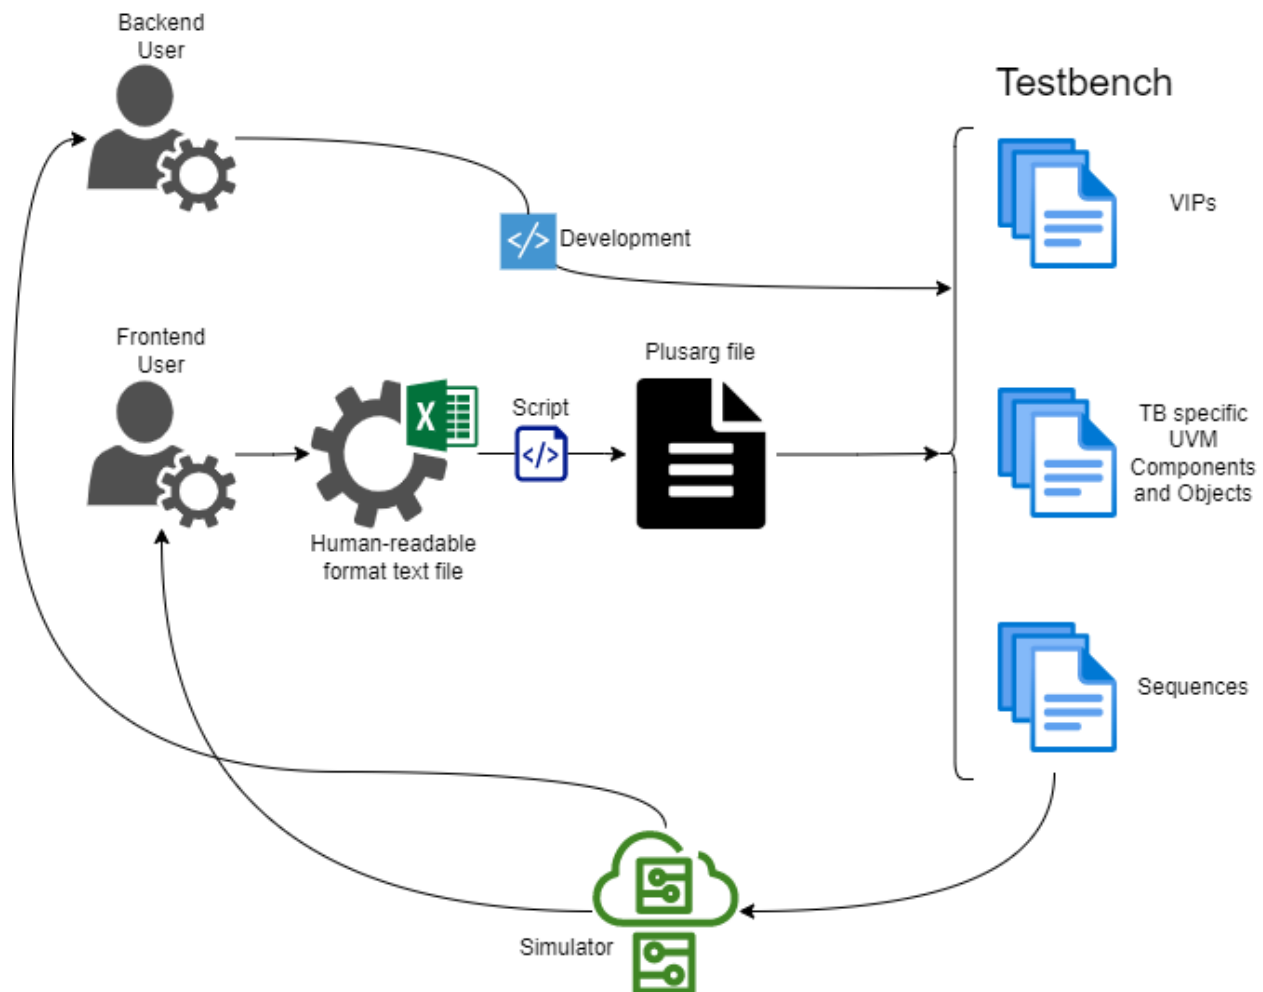 Backend
User
Testbench
VIPs
</>
Development
Frontend
User
Plusarg file
X
Script
</>
TB specific
UVM
Components
and Objects
Human-readable
format text file
Sequences
Simulator